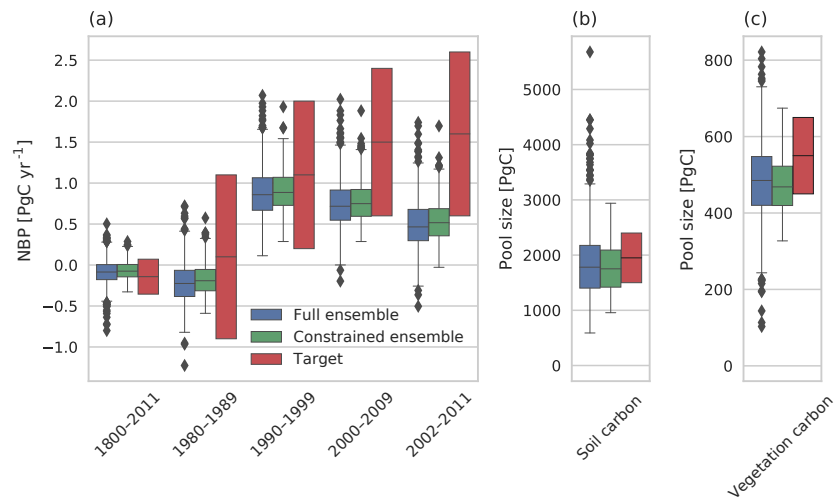 (a)
NBP [PgC yr⁻¹]
2.5
2.0
1.5
1.0
0.5
0.0
−0.5
−1.0
Full ensemble
Constrained ensemble
Target
1800–2011
1980–1989
1990–1999
2000–2009
2002–2011
(b)
Pool size [PgC]
5000
4000
3000
2000
1000
0
Soil carbon
(c)
Pool size [PgC]
800
600
400
200
0
Vegetation carbon